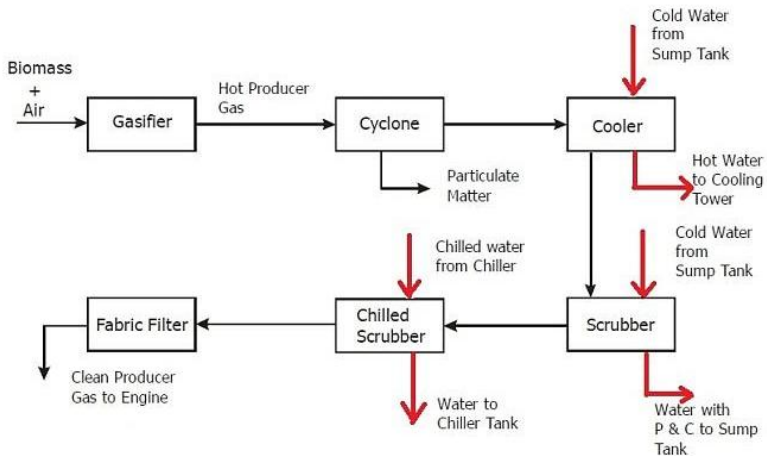 Cold Water
from
Sump Tank
Biomass
+
Air
Hot Producer
Gas
Gasifier
Cyclone
Cooler
Particulate
Matter
Hot Water
to Cooling
Tower
Chilled water
from Chiller
Cold Water
from
Sump Tank
Fabric Filter
Chilled
Scrubber
Scrubber
Clean Producer
Gas to Engine
Water to
Chiller Tank
Water with
P & C to Sump
Tank